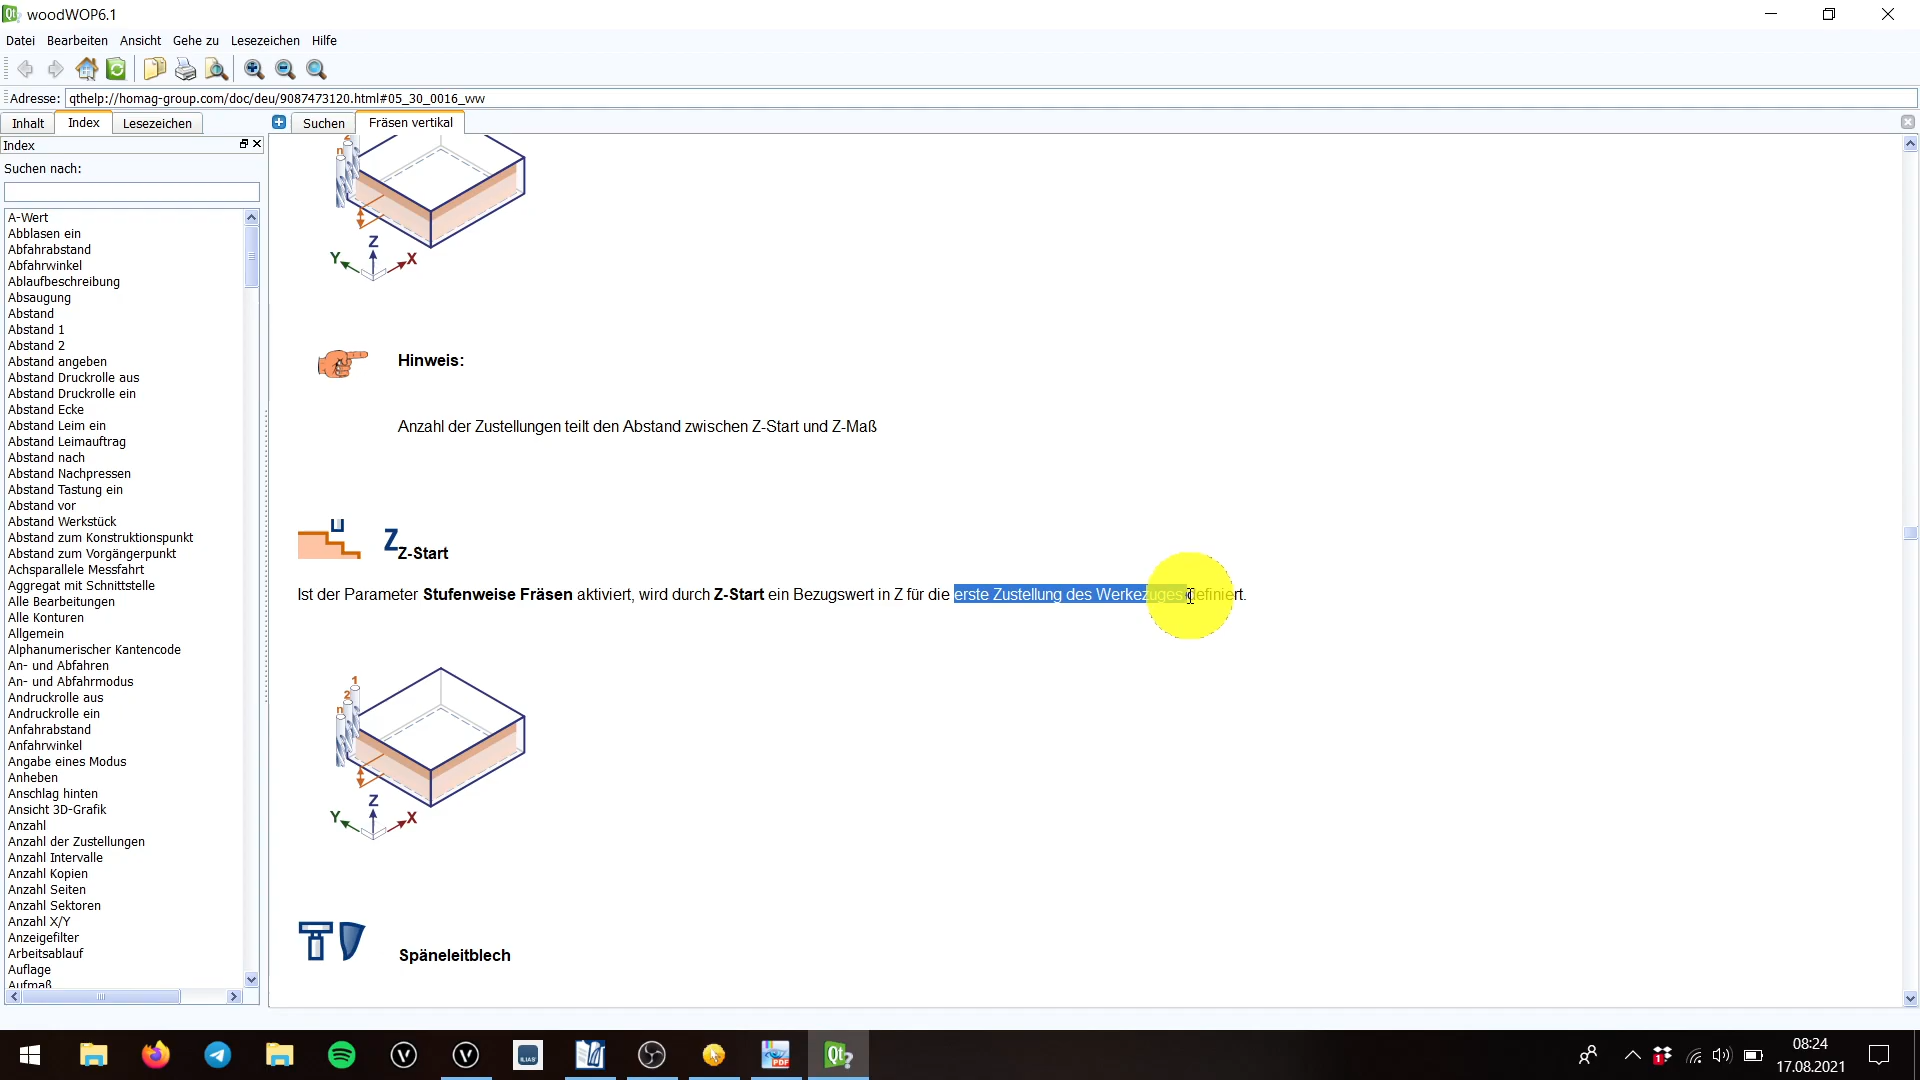 woodWOP6.1
Datei Bearbeiten Ansicht Gehe zu Lesezeichen Hilfe
Adresse: qthelp://homag-group.com/doc/deu/9087473120.html#05_30_0016_ww
Inhalt Index Lesezeichen
Suchen Fräsen vertikal
Index
Suchen nach:
A-Wert
Abblasen ein
Abfahrabstand
Abfahrwinkel
Ablaufbeschreibung
Absaugung
Abstand
Abstand 1
Abstand 2
Abstand angeben
Abstand Druckrolle aus
Abstand Druckrolle ein
Abstand Ecke
Abstand Leim ein
Abstand Leimauftrag
Abstand nach
Abstand Nachpressen
Abstand Tastung ein
Abstand vor
Abstand Werkstück
Abstand zum Konstruktionspunkt
Abstand zum Vorgängerpunkt
Achsparallele Messfahrt
Aggregat mit Schnittstelle
Alle Bearbeitungen
Alle Konturen
Allgemein
Alphanumerischer Kantencode
An- und Abfahren
An- und Abfahrmodus
Andruckrolle aus
Andruckrolle ein
Anfahrabstand
Anfahrwinkel
Angabe eines Modus
Anheben
Anschlag hinten
Ansicht 3D-Grafik
Anzahl
Anzahl der Zustellungen
Anzahl Intervalle
Anzahl Kopien
Anzahl Seiten
Anzahl Sektoren
Anzahl X/Y
Anzeigefilter
Arbeitsablauf
Auflage
Aufmaß
n
Z
Y X
Hinweis:
Anzahl der Zustellungen teilt den Abstand zwischen Z-Start und Z-Maß
Z Z-Start
Ist der Parameter Stufenweise Fräsen aktiviert, wird durch Z-Start ein Bezugswert in Z für die erste Zustellung des Werkezuges definiert.
1
2
n
Z
Y X
Späneleitblech
ILIAS
PDF
Qt?
1
08:24
17.08.2021